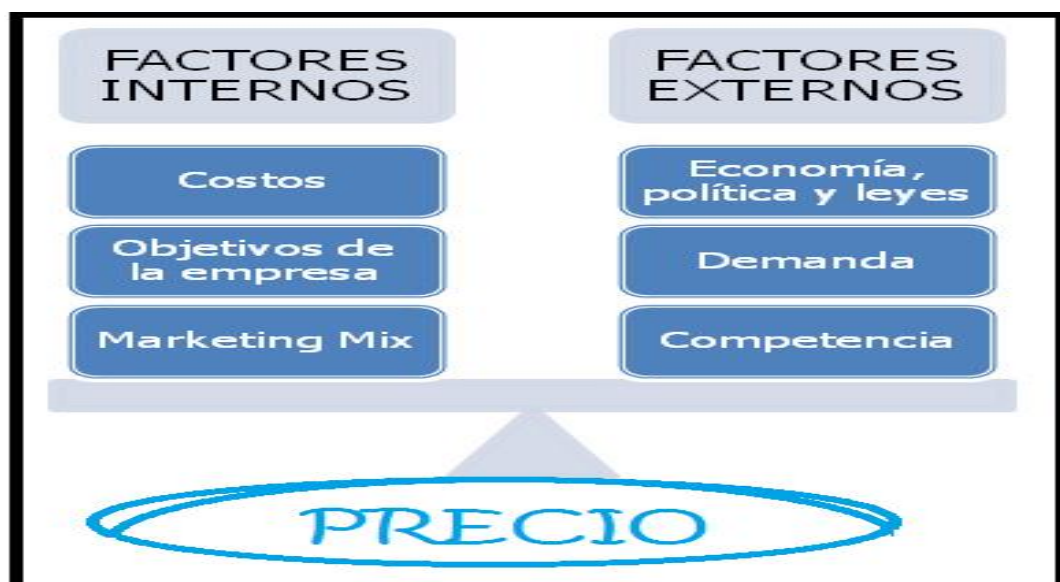 FACTORES
INTERNOS
Costos
Objetivos de
la empresa
Marketing Mix
FACTORES
EXTERNOS
Economía,
política y leyes
Demanda
Competencia
PRECIO